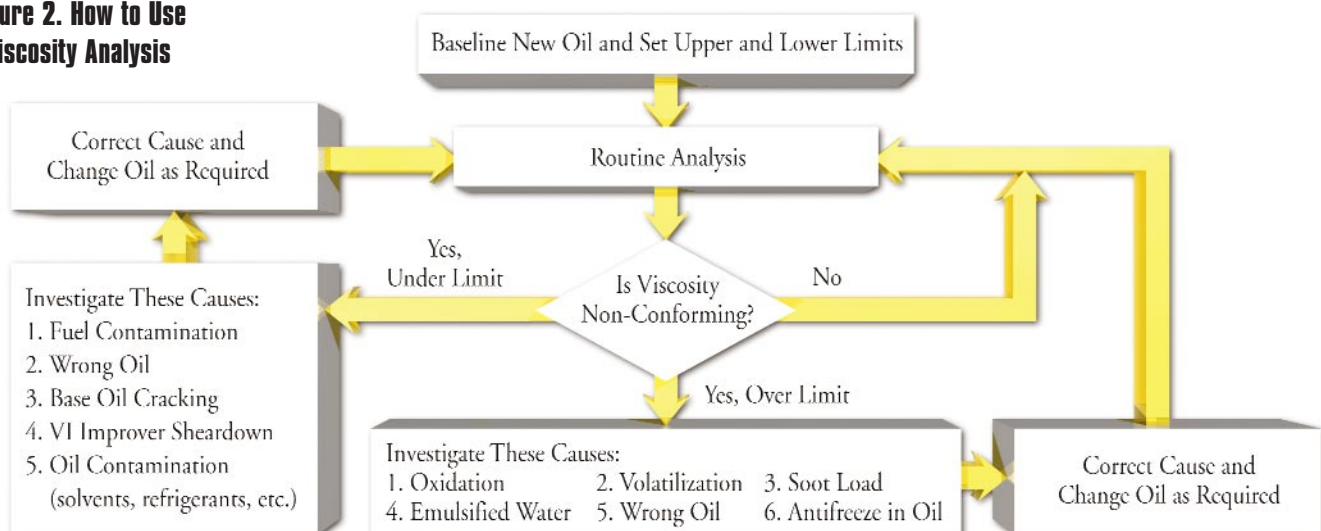 ure 2. How to Use
iscosity Analysis
Baseline New Oil and Set Upper and Lower Limits
Correct Cause and
Change Oil as Required
Routine Analysis
Yes,
Under Limit
Is Viscosity
Non-Conforming?
No
Investigate These Causes:
1. Fuel Contamination
2. Wrong Oil
3. Base Oil Cracking
4. VI Improver Sheardown
5. Oil Contamination
(solvents, refrigerants, etc.)
Yes, Over Limit
Investigate These Causes:
1. Oxidation 2. Volatilization 3. Soot Load
4. Emulsified Water 5. Wrong Oil 6. Antifreeze in Oil
Correct Cause and
Change Oil as Required